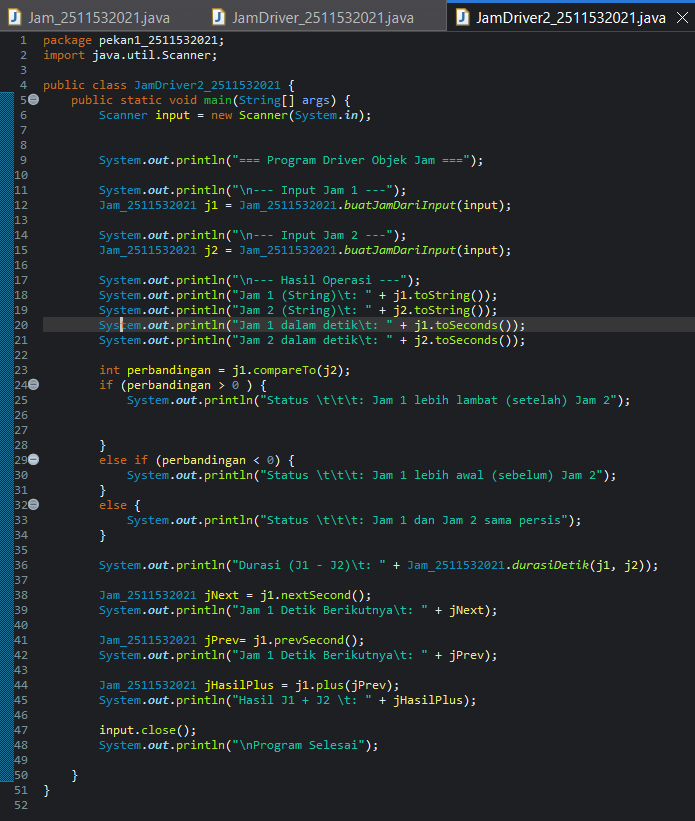 Jam_2511532021.java JamDriver_2511532021.java JamDriver2_2511532021.java
1 package pekan1_2511532021;
2 import java.util.Scanner;
3
4 public class JamDriver2_2511532021 {
5 public static void main(String[] args) {
6 Scanner input = new Scanner(System.in);
7
8
9 System.out.println("=== Program Driver Objek Jam ===");
10
11 System.out.println("\n--- Input Jam 1 ---");
12 Jam_2511532021 j1 = Jam_2511532021.buatJamDariInput(input);
13
14 System.out.println("\n--- Input Jam 2 ---");
15 Jam_2511532021 j2 = Jam_2511532021.buatJamDariInput(input);
16
17 System.out.println("\n--- Hasil Operasi ---");
18 System.out.println("Jam 1 (String)\t: " + j1.toString());
19 System.out.println("Jam 2 (String)\t: " + j2.toString());
20 System.out.println("Jam 1 dalam detik\t: " + j1.toSeconds());
21 System.out.println("Jam 2 dalam detik\t: " + j2.toSeconds());
22
23 int perbandingan = j1.compareTo(j2);
24 if (perbandingan > 0 ) {
25 System.out.println("Status \t\t\t: Jam 1 lebih lambat (setelah) Jam 2");
26
27
28 }
29 else if (perbandingan < 0) {
30 System.out.println("Status \t\t\t: Jam 1 lebih awal (sebelum) Jam 2");
31 }
32 else {
33 System.out.println("Status \t\t\t: Jam 1 dan Jam 2 sama persis");
34 }
35
36 System.out.println("Durasi (J1 - J2)\t: " + Jam_2511532021.durasiDetik(j1, j2));
37
38 Jam_2511532021 jNext = j1.nextSecond();
39 System.out.println("Jam 1 Detik Berikutnya\t: " + jNext);
40
41 Jam_2511532021 jPrev= j1.prevSecond();
42 System.out.println("Jam 1 Detik Berikutnya\t: " + jPrev);
43
44 Jam_2511532021 jHasilPlus = j1.plus(jPrev);
45 System.out.println("Hasil J1 + J2 \t: " + jHasilPlus);
46
47 input.close();
48 System.out.println("\nProgram Selesai");
49
50 }
51 }
52